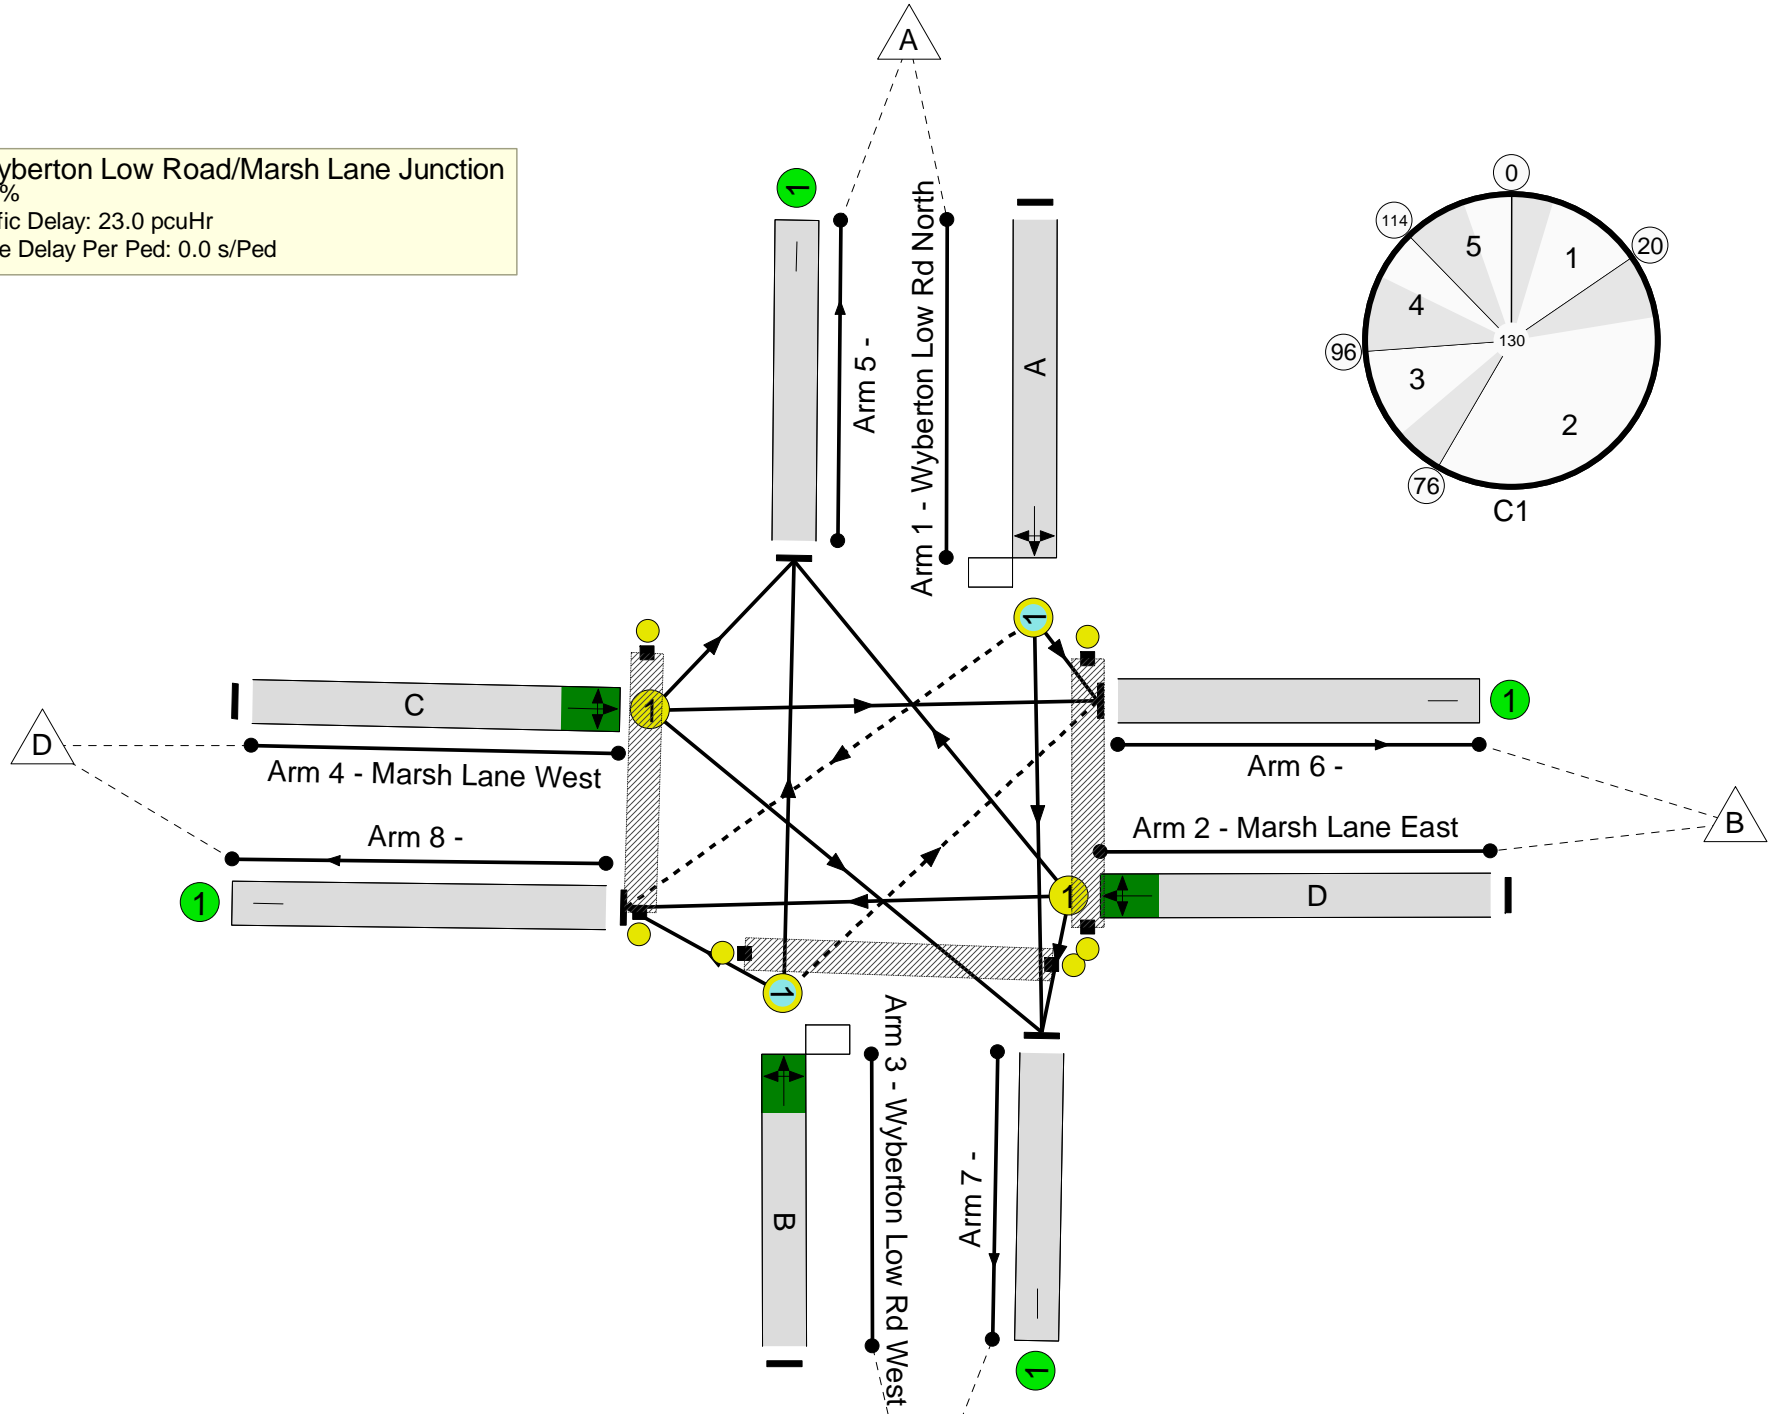 A
yberton Low Road/Marsh Lane Junction
%
fic Delay: 23.0 pcuHr
e Delay Per Ped: 0.0 s/Ped
1
Arm 5 -
Arm 1 - Wyberton Low Rd North
A
0
114
5
1
20
4
130
96
3
2
76
C1
1
C
1
1
D
Arm 4 - Marsh Lane West
Arm 6 -
Arm 8 -
Arm 2 - Marsh Lane East
B
1
1
D
1
Arm 3 - Wyberton Low Rd West
B
Arm 7 -
1